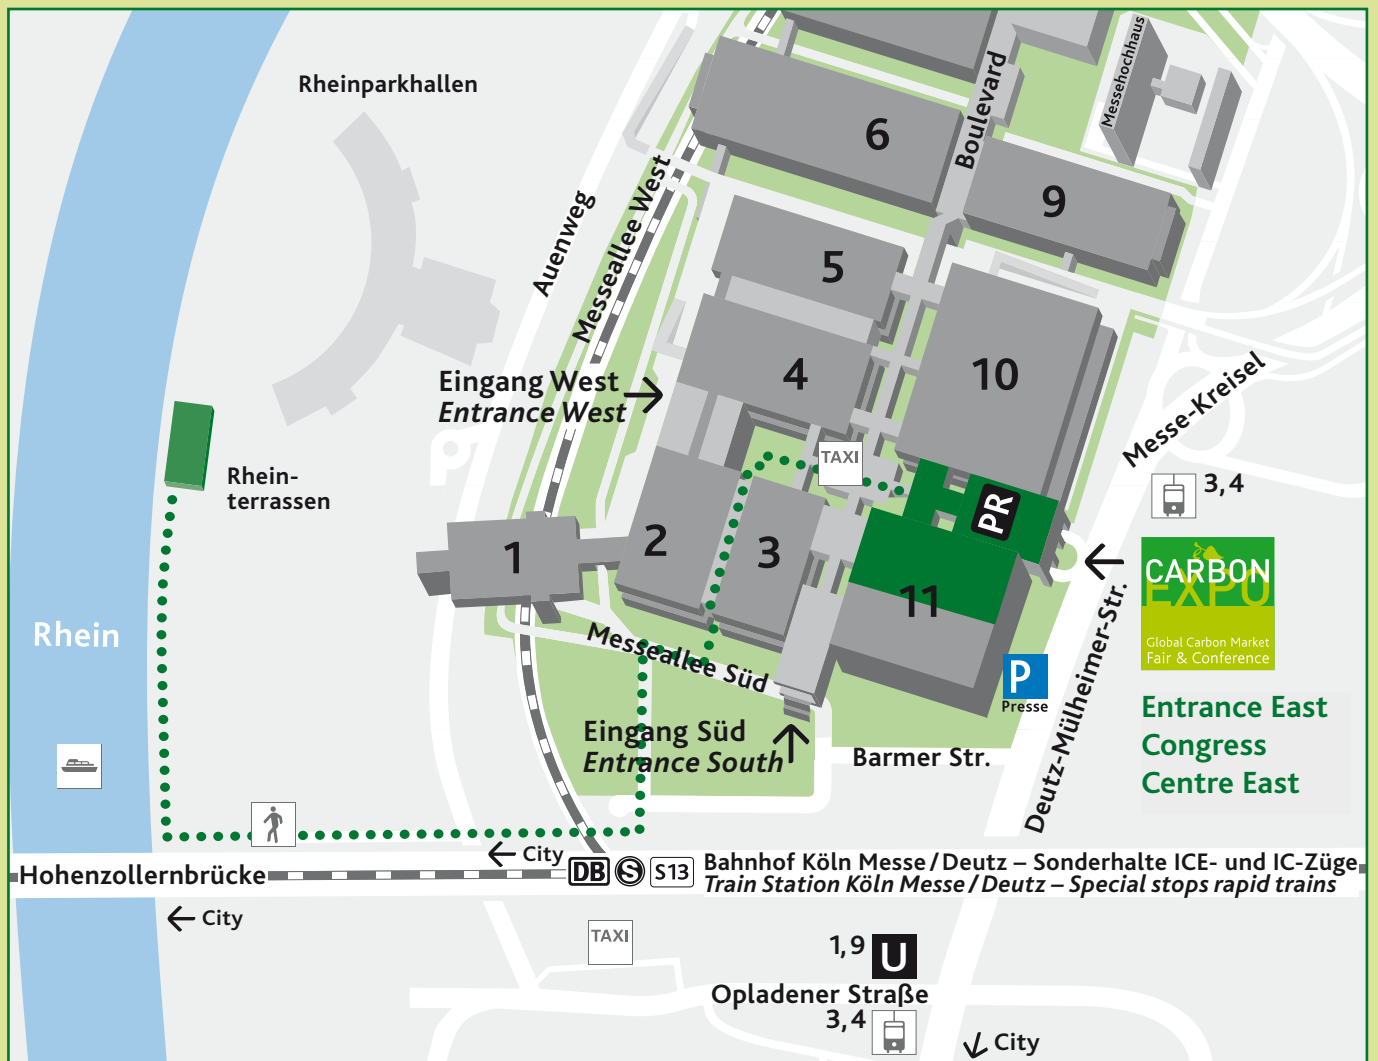 Rheinparkhallen
Messehochhaus
Boulevard
6
9
Auenweg
Messeallee West
5
4
10
Eingang West
Entrance West
Messe-Kreisel
TAXI
Rhein-
terrassen
3, 4
PR
1
2
3
11
CARBON
EXPO
Global Carbon Market
Fair & Conference
Rhein
Messeallee Süd
Deutz-Mülheimer-Str.
P
Presse
Entrance East
Congress
Centre East
Eingang Süd
Entrance South
Barmer Str.
City
Hohenzollernbrücke
DB
S
S13
Bahnhof Köln Messe/Deutz – Sonderhalte ICE- und IC-Züge
Train Station Köln Messe/Deutz – Special stops rapid trains
City
TAXI
1, 9
U
Opladener Straße
3, 4
City